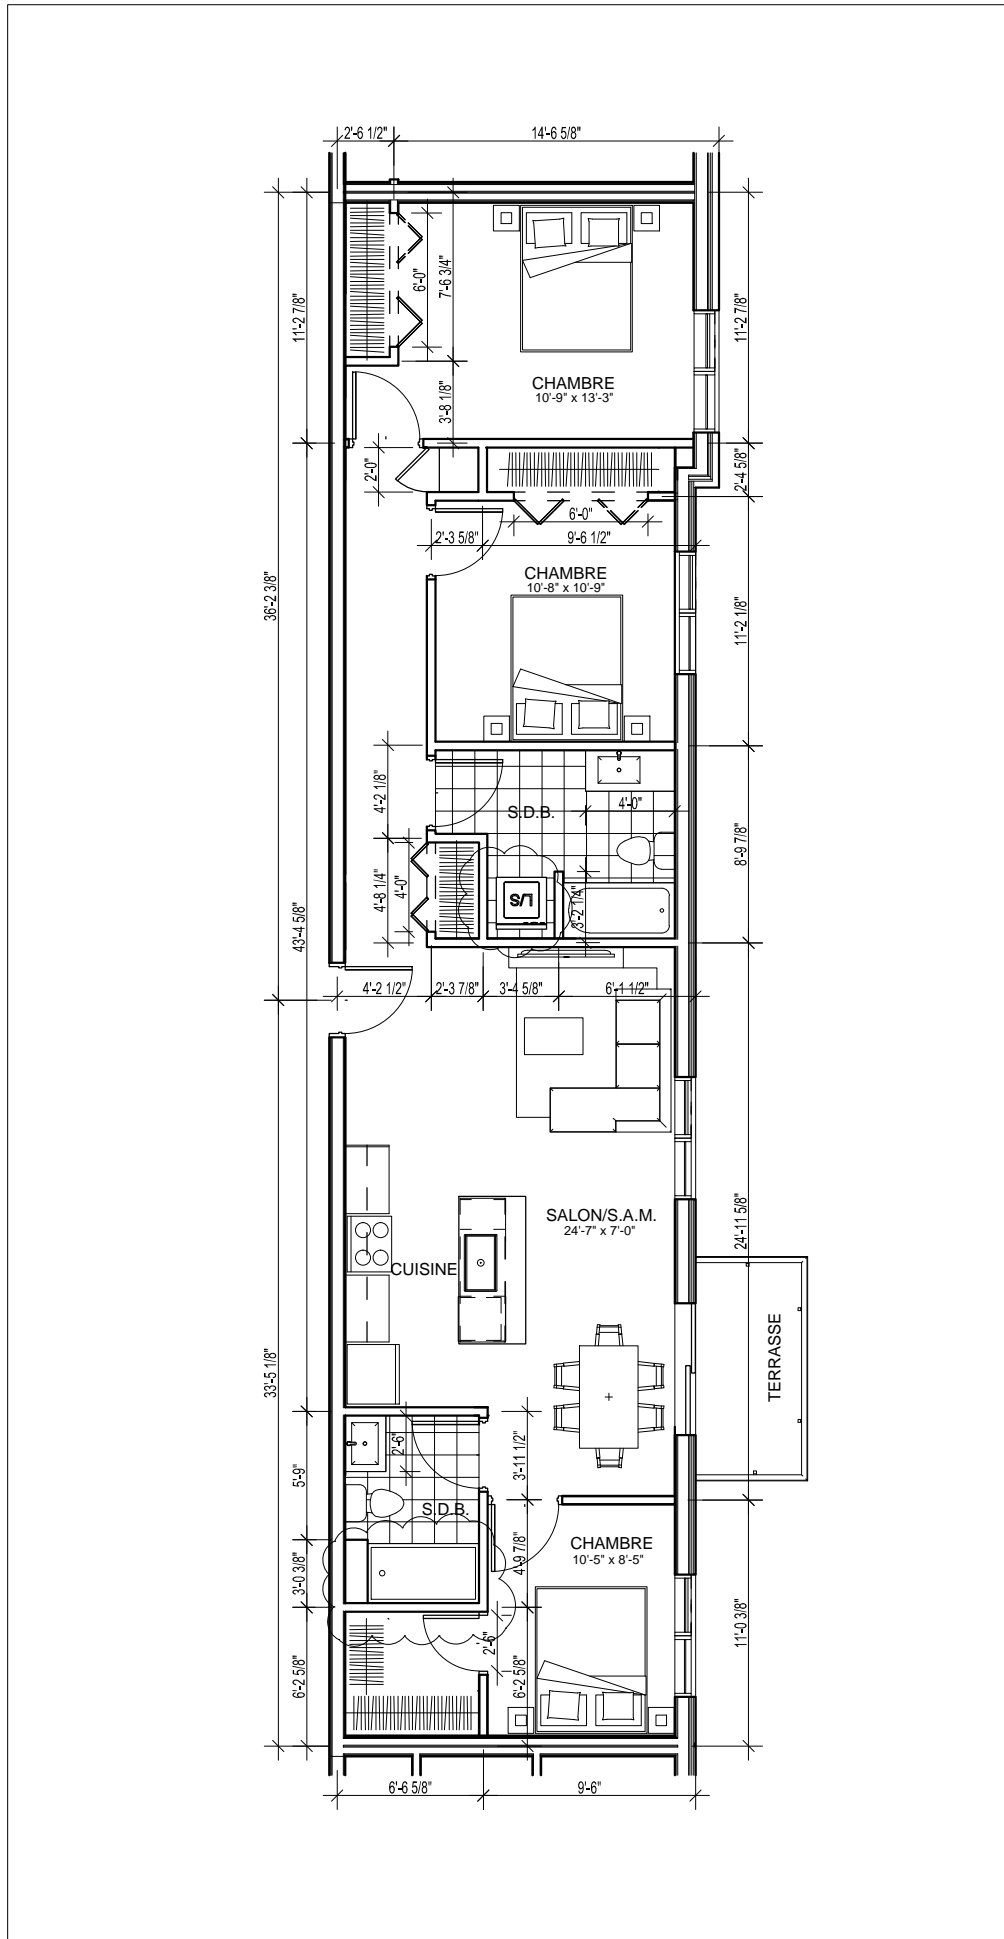 2'-6 1/2"
14'-6 5/8"
11'-2 7/8"
6'-0"
7'-6 3/4"
11'-2 7/8"
CHAMBRE
10'-9" x 13'-3"
3'-8 1/8"
2'-0"
2'-4 5/8"
6'-0"
2'-3 5/8"
9'-6 1/2"
CHAMBRE
10'-8" x 10'-9"
36'-2 3/8"
11'-2 1/8"
4'-2 1/8"
S.D.B.
4'-0"
8'-9 7/8"
4'-8 1/4"
4'-0"
L/S
3'-2 1/4"
43'-4 5/8"
4'-2 1/2"
2'-3 7/8"
3'-4 5/8"
6'-1 1/2"
SALON/S.A.M.
24'-7" x 7'-0"
24'-11 5/8"
CUISINE
TERRASSE
33'-5 1/8"
5'-9"
2'-6"
3'-11 1/2"
S.D.B.
CHAMBRE
10'-5" x 8'-5"
3'-0 3/8"
4'-9 7/8"
11'-0 3/8"
2'-6"
6'-2 5/8"
6'-2 5/8"
6'-6 5/8"
9'-6"